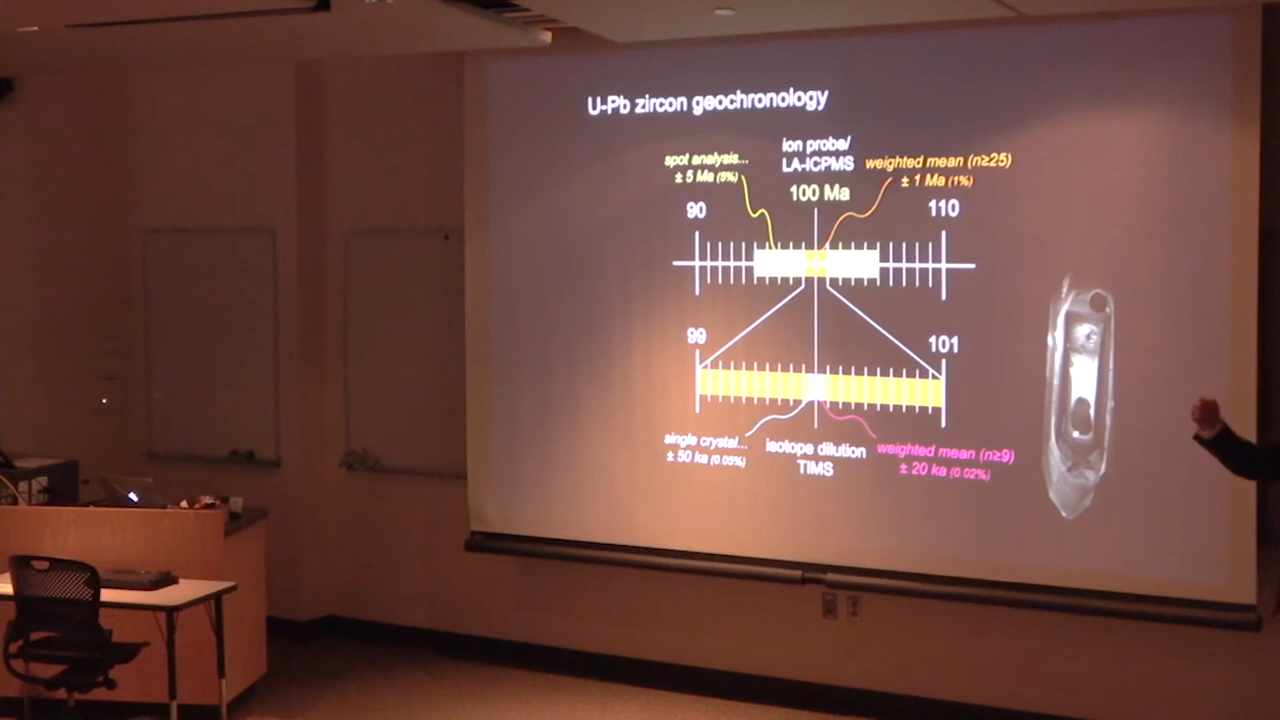 U-Pb zircon geochronology
ion probe/
LA-ICPMS
100 Ma
spot analysis...
± 5 Ma (5%)
weighted mean (n≥25)
± 1 Ma (1%)
90
110
99
101
single crystal...
± 50 ka (0.05%)
isotope dilution
TIMS
weighted mean (n≥9)
± 20 ka (0.02%)